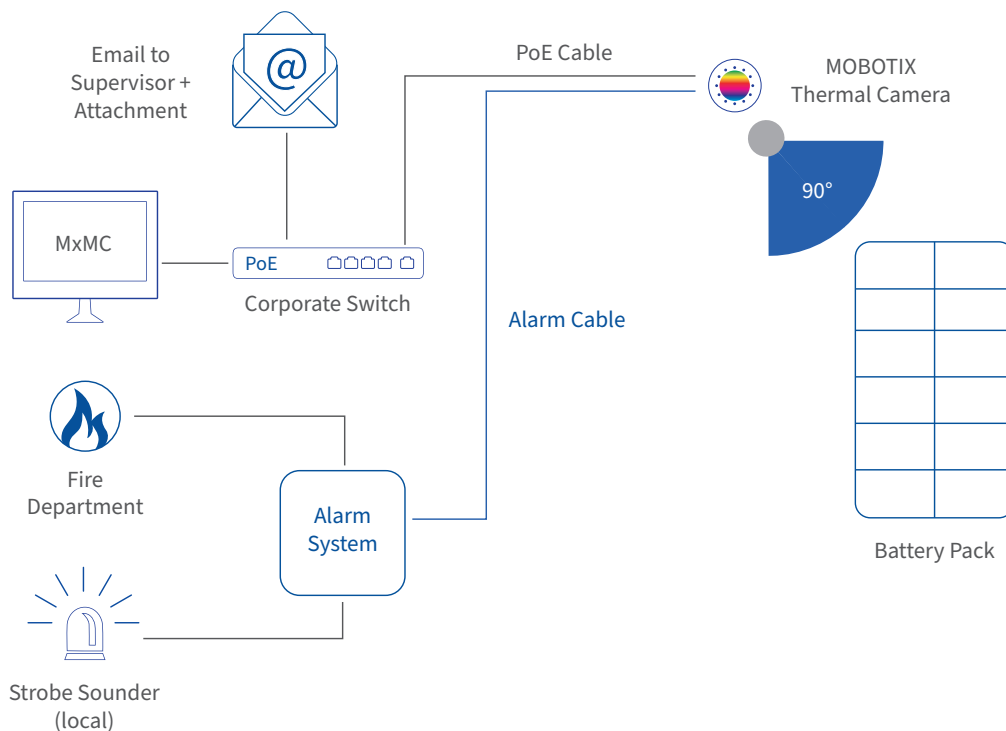 Email to
Supervisor +
Attachment
@
PoE Cable
MOBOTIX
Thermal Camera
90°
MxMC
PoE
Corporate Switch
Alarm Cable
Fire
Department
Alarm
System
Battery Pack
Strobe Sounder
(local)